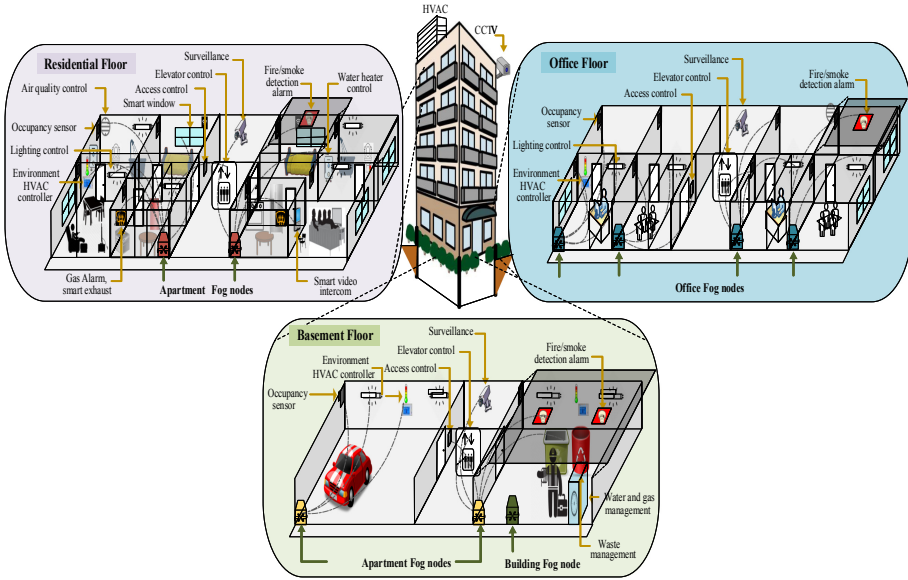 HVAC
CCTV
Residential Floor
Surveillance
Elevator control
Access control
Smart window
Fire/smoke
detection alarm
Water heater
control
Air quality control
Occupancy sensor
Lighting control
Environment
HVAC
controller
Gas Alarm,
smart exhaust
Apartment Fog nodes
Smart video
intercom
Office Floor
Surveillance
Elevator control
Access control
Fire/smoke
detection alarm
Occupancy
sensor
Lighting control
Environment
HVAC
controller
Office Fog nodes
Basement Floor
Surveillance
Elevator control
Access control
Environment
HVAC controller
Fire/smoke
detection alarm
Occupancy
sensor
Water and gas
management
Waste
management
Apartment Fog nodes
Building Fog node